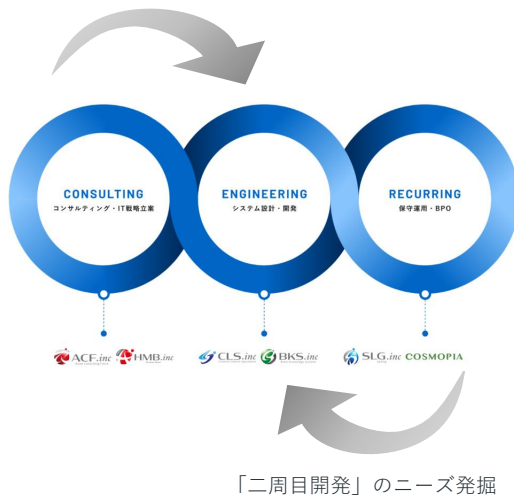 CONSULTING
コンサルティング・IT戦略立案
ENGINEERING
システム設計・開発
RECURRING
保守運用・BPO
ACF.inc
HMB.inc
CLS.inc
BKS.inc
SLG.inc
COSMOPIA
「二周目開発」のニーズ発掘